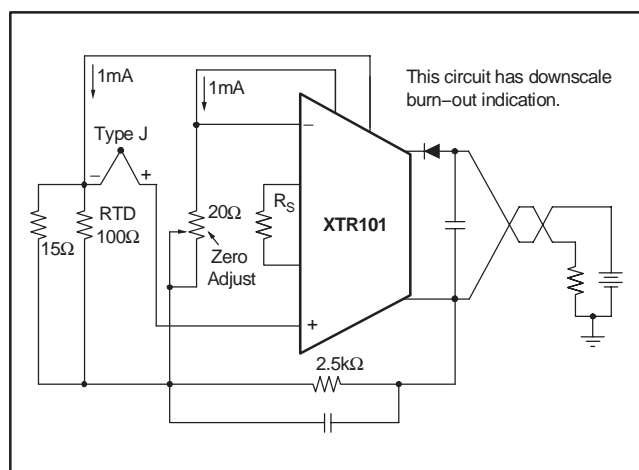 This circuit has downscale
burn–out indication.
1mA
1mA
Type J
–
+
–
RTD
100Ω
15Ω
20Ω
Zero
Adjust
R_S
XTR101
+
2.5kΩ